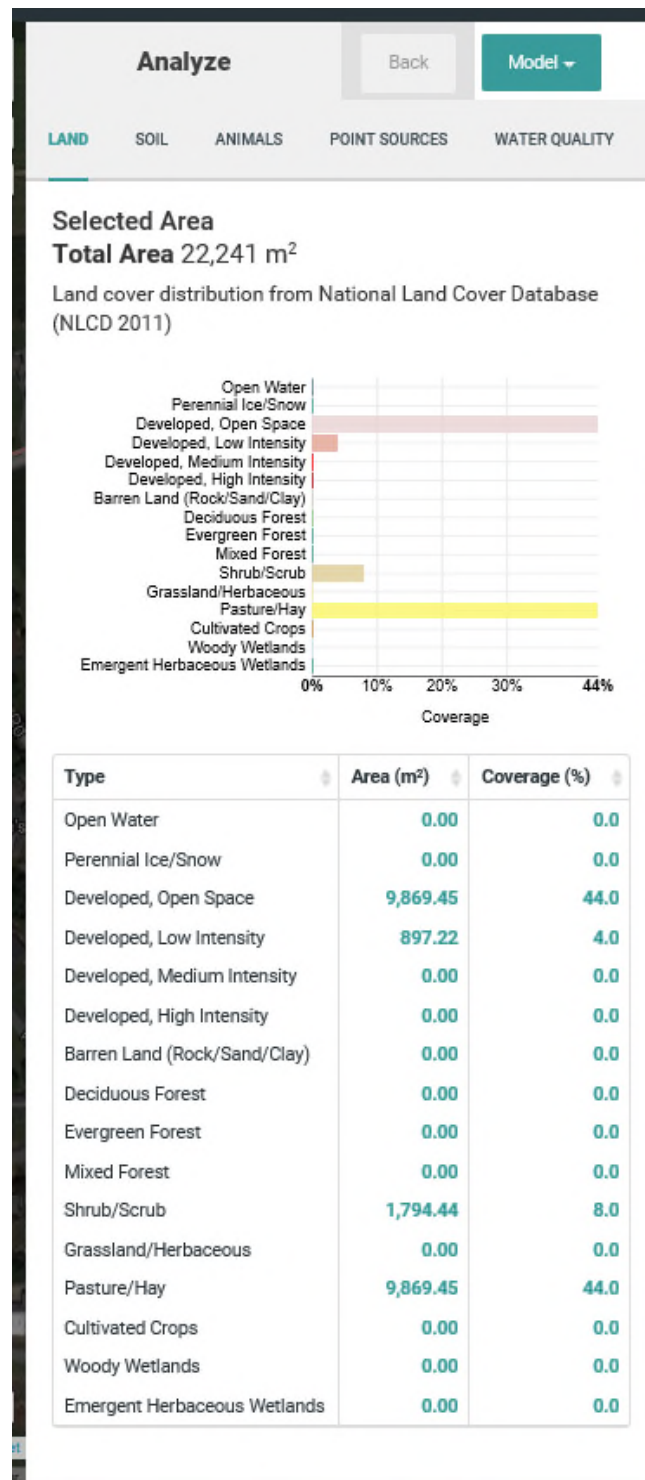 Analyze Back Model
LAND SOIL ANIMALS POINT SOURCES WATER QUALITY
Selected Area
Total Area 22,241 m²
Land cover distribution from National Land Cover Database
(NLCD 2011)
Open Water
Perennial Ice/Snow
Developed, Open Space
Developed, Low Intensity
Developed, Medium Intensity
Developed, High Intensity
Barren Land (Rock/Sand/Clay)
Deciduous Forest
Evergreen Forest
Mixed Forest
Shrub/Scrub
Grassland/Herbaceous
Pasture/Hay
Cultivated Crops
Woody Wetlands
Emergent Herbaceous Wetlands
0% 10% 20% 30% 44%
Coverage
Type Area (m²) Coverage (%)
Open Water 0.00 0.0
Perennial Ice/Snow 0.00 0.0
Developed, Open Space 9,869.45 44.0
Developed, Low Intensity 897.22 4.0
Developed, Medium Intensity 0.00 0.0
Developed, High Intensity 0.00 0.0
Barren Land (Rock/Sand/Clay) 0.00 0.0
Deciduous Forest 0.00 0.0
Evergreen Forest 0.00 0.0
Mixed Forest 0.00 0.0
Shrub/Scrub 1,794.44 8.0
Grassland/Herbaceous 0.00 0.0
Pasture/Hay 9,869.45 44.0
Cultivated Crops 0.00 0.0
Woody Wetlands 0.00 0.0
Emergent Herbaceous Wetlands 0.00 0.0